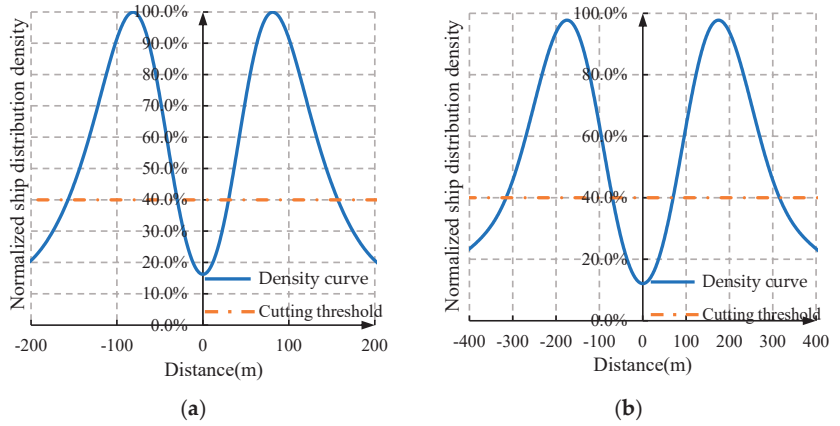 Normalized ship distribution density
100.0%
90.0%
80.0%
70.0%
60.0%
50.0%
40.0%
30.0%
20.0%
10.0%
0.0%
Density curve
Cutting threshold
-200 -100 0 100 200
Distance(m)
(a)
Normalized ship distribution density
100.0%
80.0%
60.0%
40.0%
20.0%
0.0%
Density curve
Cutting threshold
-400 -300 -200 -100 0 100 200 300 400
Distance(m)
(b)